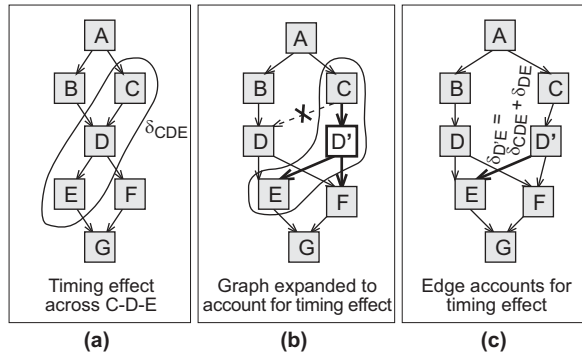 A
B
C
D
δCDE
E
F
G
Timing effect
across C-D-E
(a)
A
B
C
D
D'
E
F
G
Graph expanded to
account for timing effect
(b)
A
B
C
δD'E =
δCDE + δDE
D
D'
E
F
G
Edge accounts for
timing effect
(c)